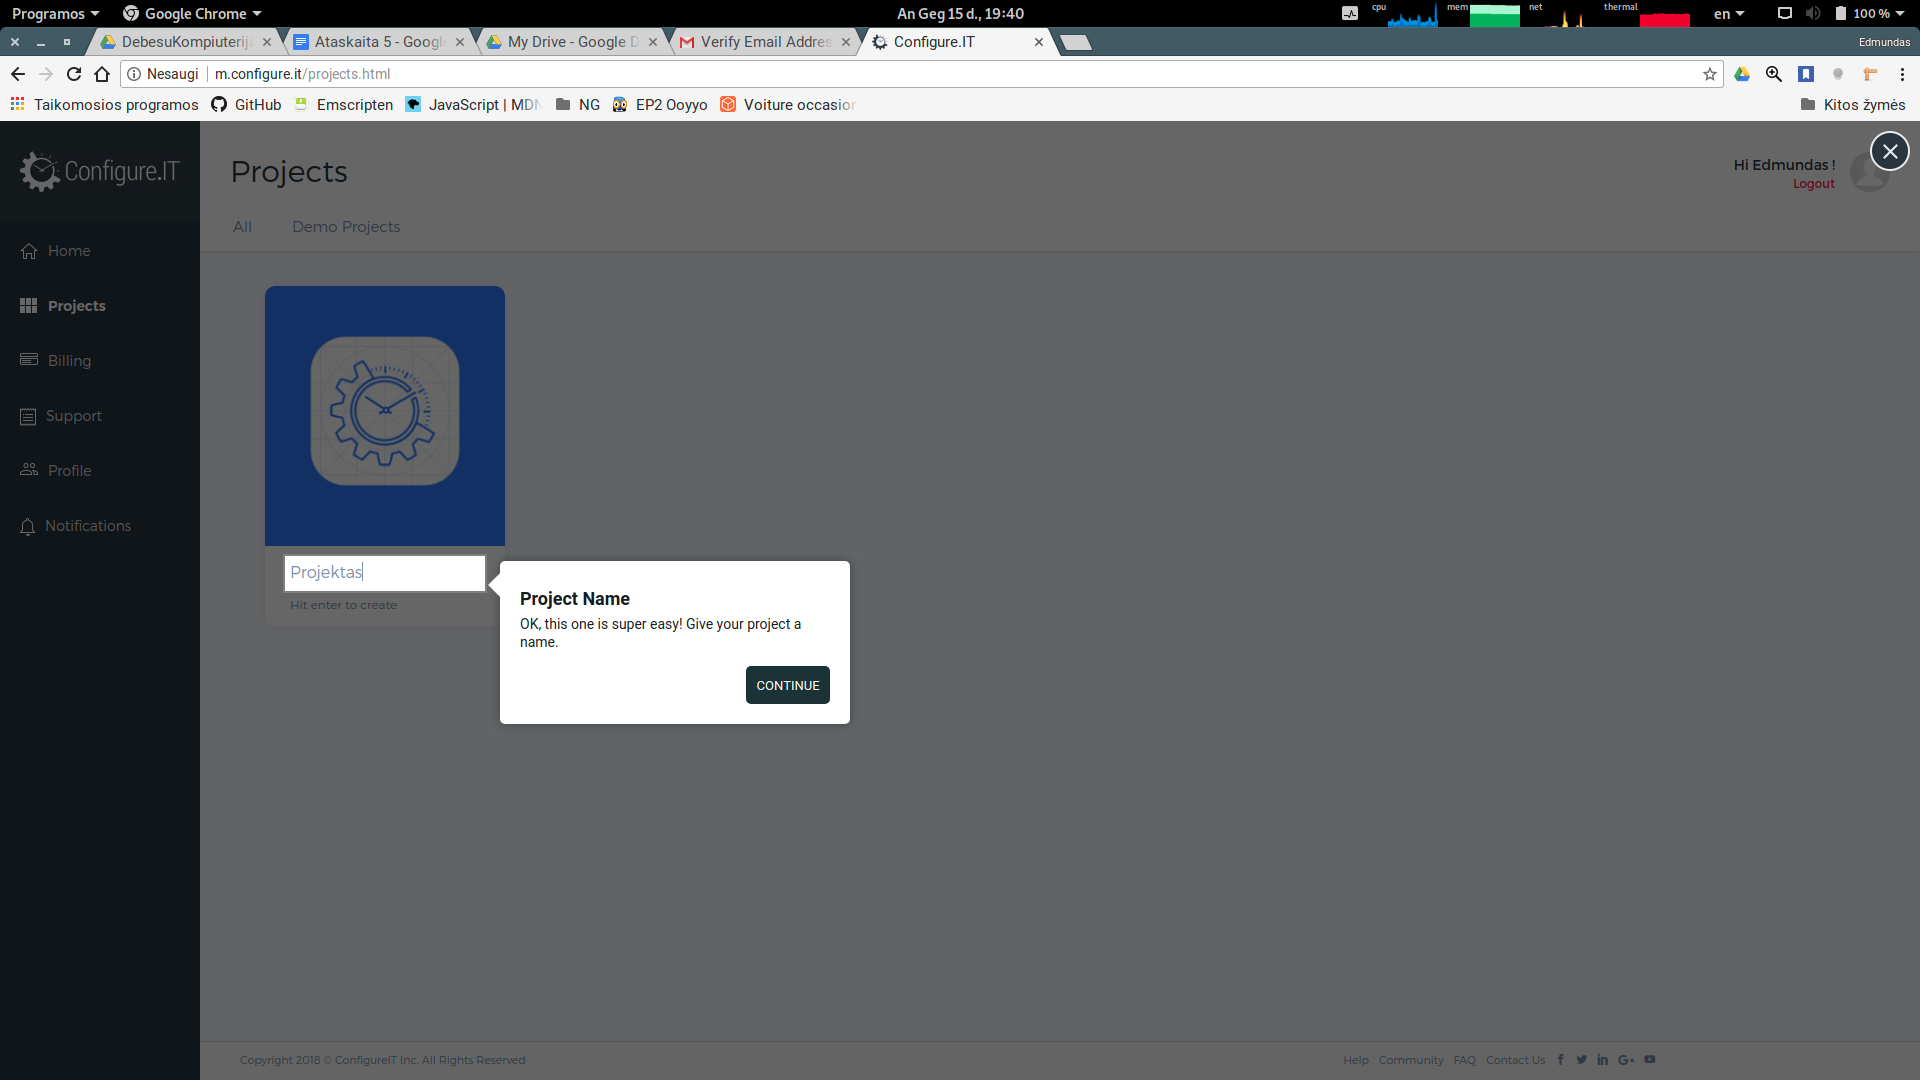 Programos Google Chrome An Geg 15 d., 19:40 cpu mem net thermal en 100 %
DebesuKompiuterija Ataskaita 5 - Googl My Drive - Google D Verify Email Addres Configure.IT Edmundas
Nesaugi m.configure.it/projects.html
Taikomosios programos GitHub Emscripten JavaScript | MDN NG EP2 Ooyyo Voiture occasion Kitos žymės
Configure.IT
Projects
Hi Edmundas !
Logout
All Demo Projects
Home
Projects
Billing
Support
Profile
Notifications
Projektas
Hit enter to create
Project Name
OK, this one is super easy! Give your project a
name.
CONTINUE
Copyright 2018 © ConfigureIT Inc. All Rights Reserved
Help Community FAQ Contact Us